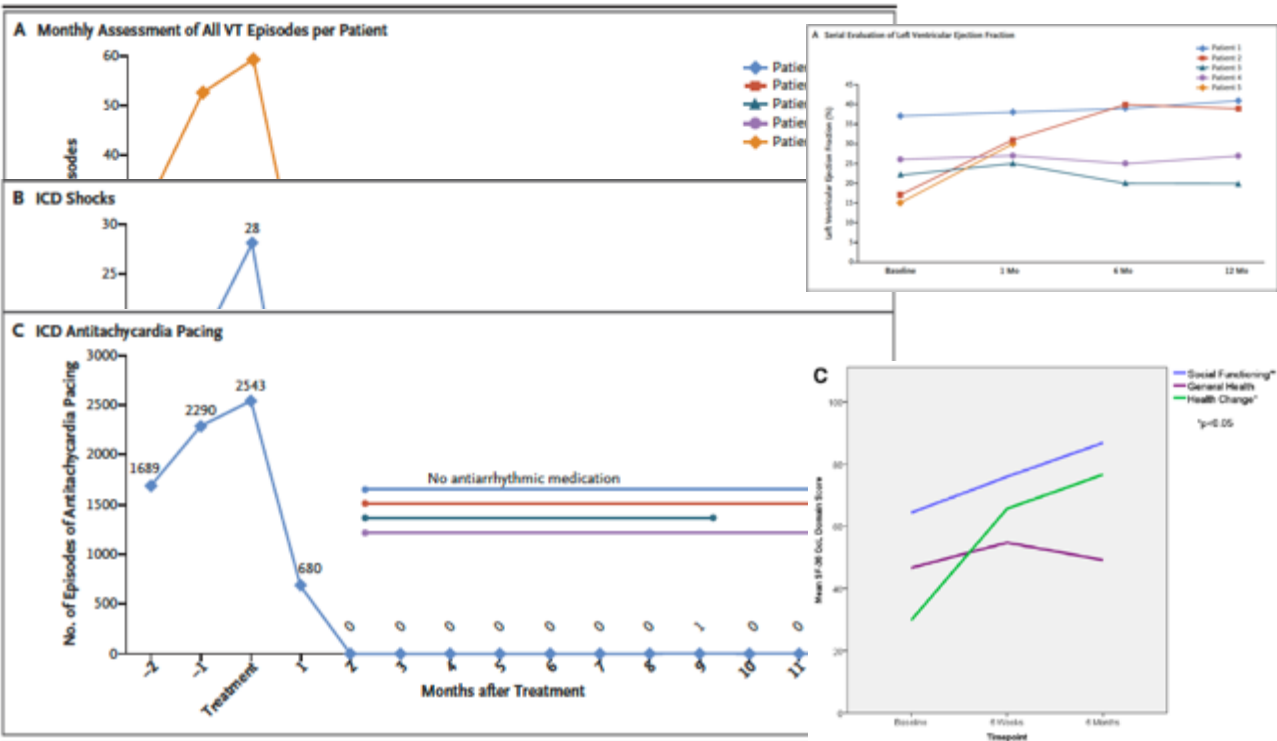 A Monthly Assessment of All VT Episodes per Patient
60
50
40
sodes
Patie
Patie
Patie
Patie
Patie
B ICD Shocks
30
25
28
C ICD Antitachycardia Pacing
No. of Episodes of Antitachycardia Pacing
3000
2500
2000
1500
1000
500
0
1689
2290
2543
680
0 0 0 0 0 0 0 1 0 0
No antiarrhythmic medication
-2 -1 Treatment 1 2 3 4 5 6 7 8 9 10 11
Months after Treatment
A Serial Evaluation of Left Ventricular Ejection Fraction
Patient 1
Patient 2
Patient 3
Patient 4
Patient 5
Left Ventricular Ejection Fraction (%)
45
40
35
30
25
20
15
10
5
0
Baseline 1 Mo 6 Mo 12 Mo
C
Social Functioning**
General Health
Health Change*
*p<0.05
Mean SF-36 QoL Domain Score
100
80
60
40
20
0
Baseline 6 Weeks 6 Months
Timepoint